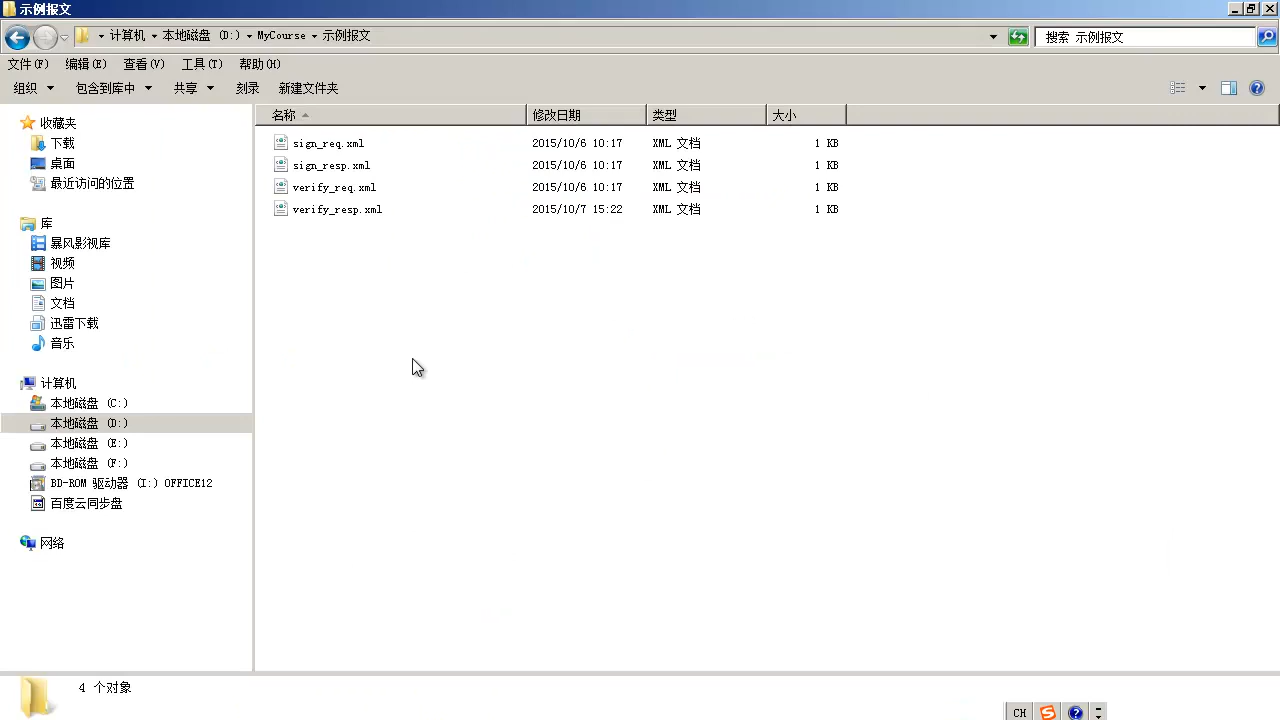 示例报文
计算机 本地磁盘 (D:) MyCourse 示例报文
搜索 示例报文
文件(F) 编辑(E) 查看(V) 工具(T) 帮助(H)
组织 包含到库中 共享 刻录 新建文件夹
名称 修改日期 类型 大小
sign_req.xml 2015/10/6 10:17 XML 文档 1 KB
sign_resp.xml 2015/10/6 10:17 XML 文档 1 KB
verify_req.xml 2015/10/6 10:17 XML 文档 1 KB
verify_resp.xml 2015/10/7 15:22 XML 文档 1 KB
收藏夹
下载
桌面
最近访问的位置
库
暴风影视库
视频
图片
文档
迅雷下载
音乐
计算机
本地磁盘 (C:)
本地磁盘 (D:)
本地磁盘 (E:)
本地磁盘 (F:)
BD-ROM 驱动器 (I:) OFFICE12
百度云同步盘
网络
4 个对象
CH